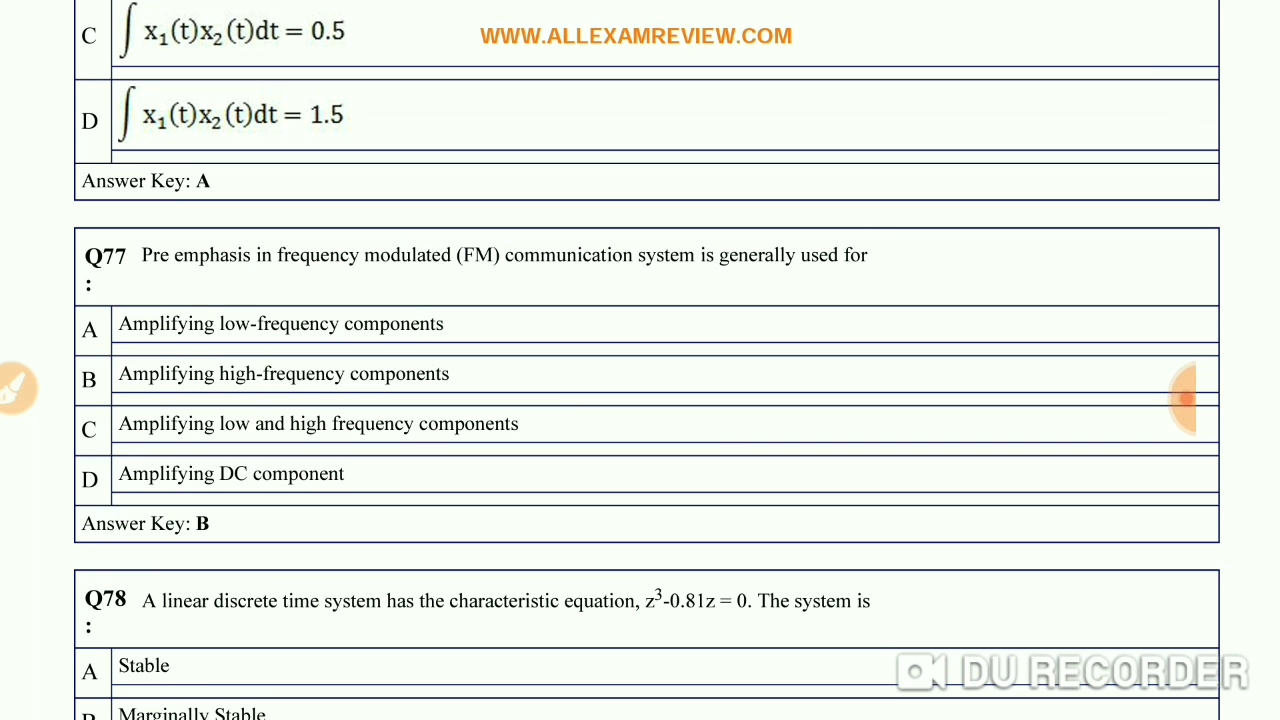 C ∫ x₁(t)x₂(t)dt = 0.5
WWW.ALLEXAMREVIEW.COM
D ∫ x₁(t)x₂(t)dt = 1.5
Answer Key: A
Q77 Pre emphasis in frequency modulated (FM) communication system is generally used for
:
A Amplifying low-frequency components
B Amplifying high-frequency components
C Amplifying low and high frequency components
D Amplifying DC component
Answer Key: B
Q78 A linear discrete time system has the characteristic equation, z³-0.81z = 0. The system is
:
A Stable
DU RECORDER
B Marginally Stable